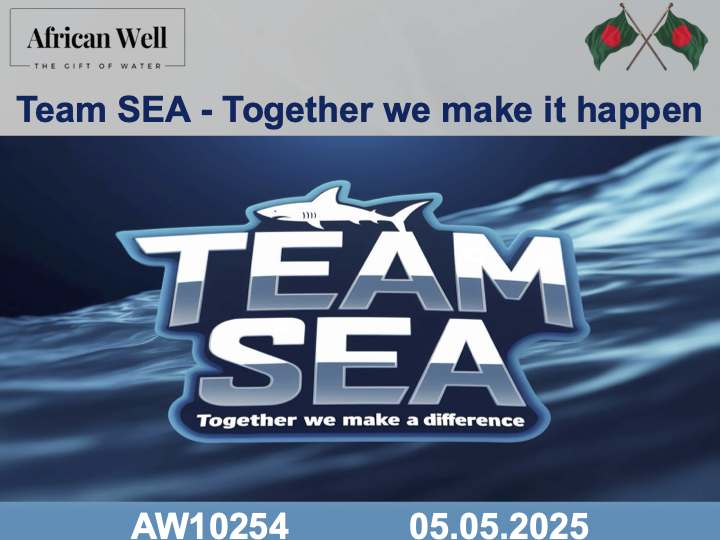 African Well
THE GIFT OF WATER
Team SEA - Together we make it happen
TEAM
SEA
Together we make a difference
AW10254 05.05.2025